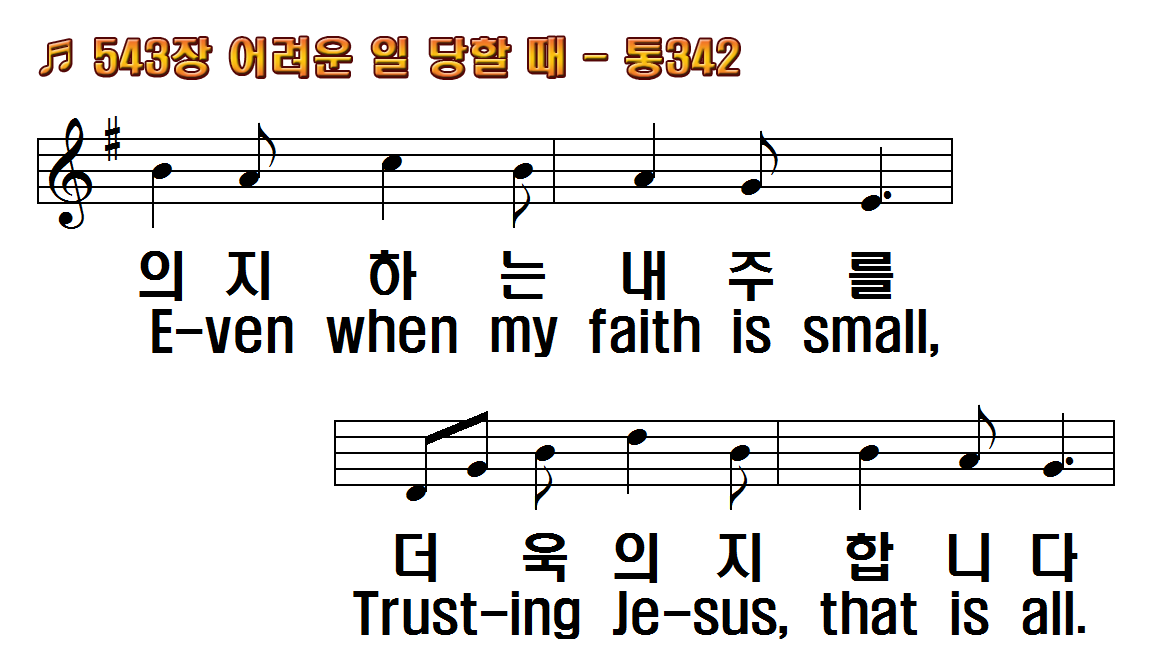 ♬ 543장 어려운 일 당할 때 - 통342
의 지 하 는 내 주 를
E-ven when my faith is small,
더 욱 의 지 합 니 다
Trust-ing Je-sus, that is all.